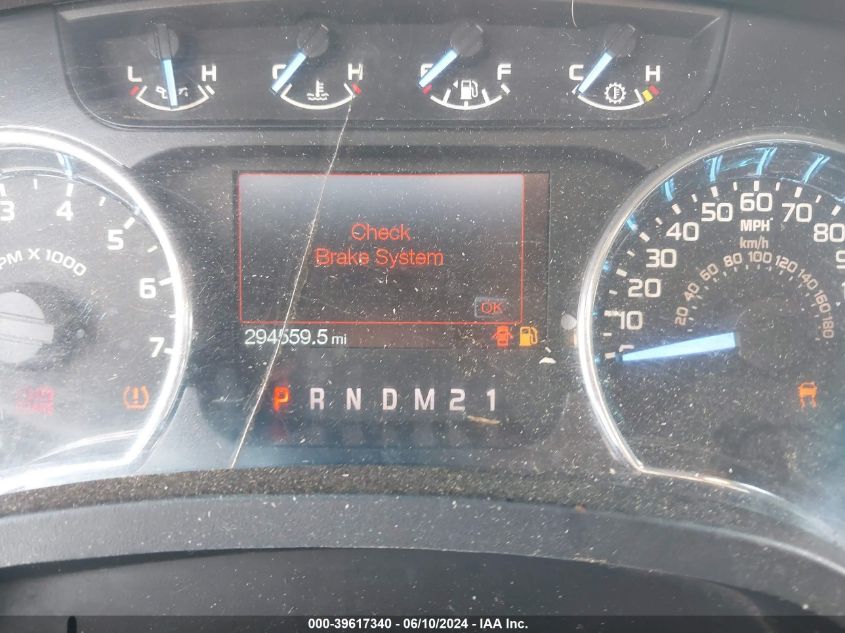 L H C H E F C H
3 4 5 6 7
PM X 1000
Check
Brake System
OK
294559.5 mi
P R N D M 2 1
0 10 20 30 40 50 60 70 80
MPH
km/h
20 40 60 80 100 120 140 160 180
000-39617340 - 06/10/2024 - IAA Inc.